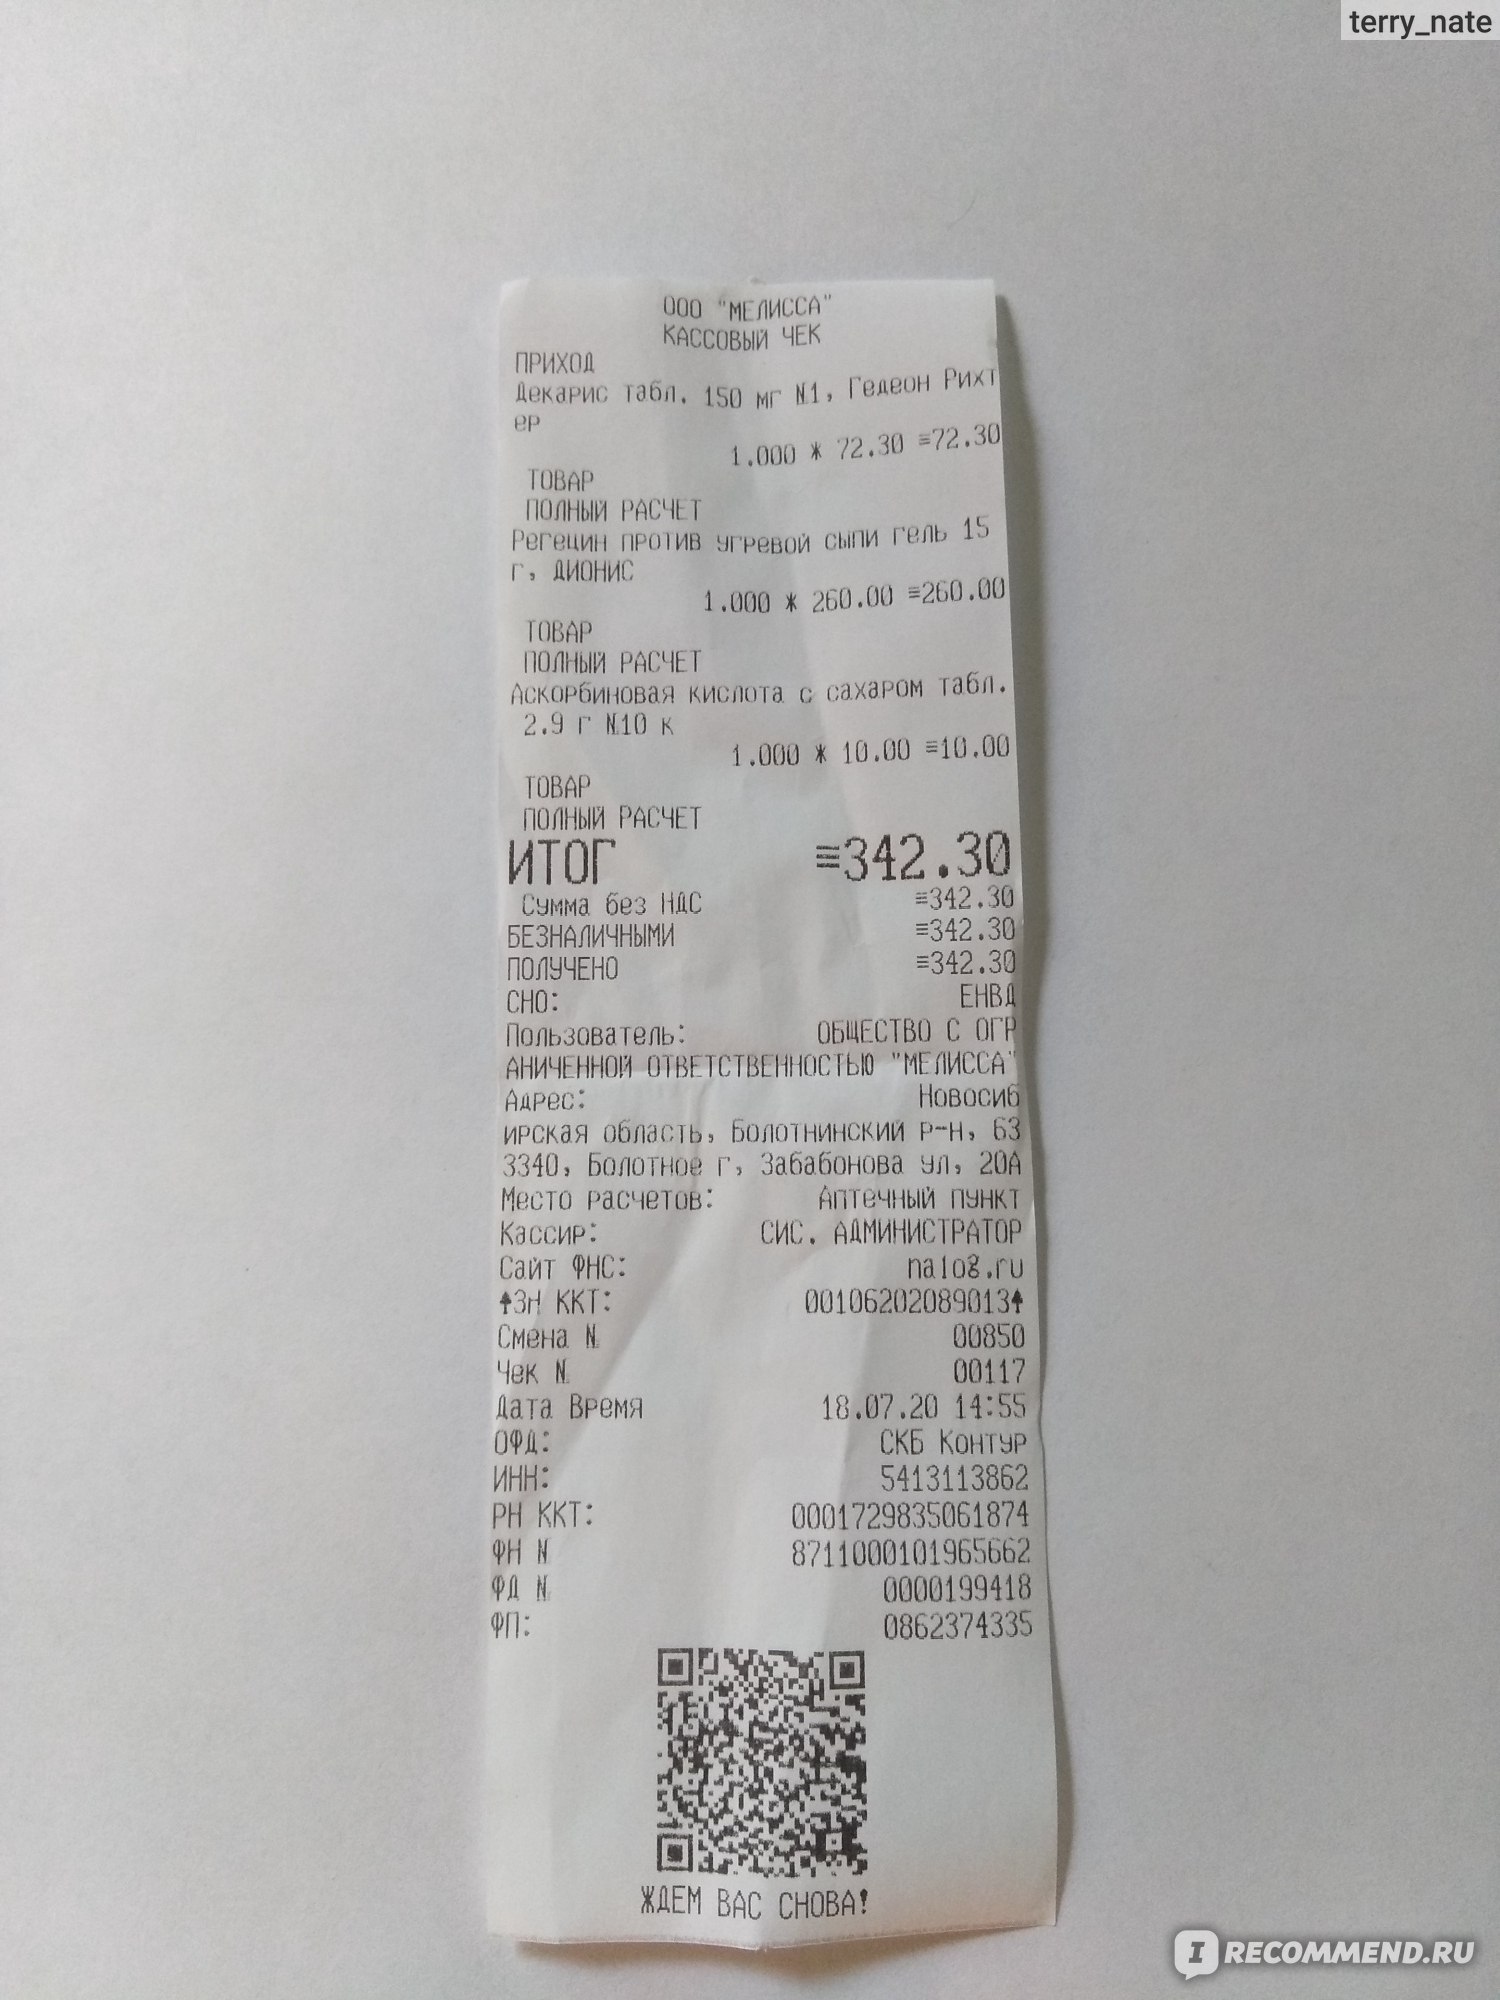 terry_nate
ООО "МЕЛИССА"
КАССОВЫЙ ЧЕК
ПРИХОД
Декарис табл. 150 мг №1, Гедеон Рихт
ер
1.000 * 72.30 ≡72.30
ТОВАР
ПОЛНЫЙ РАСЧЕТ
Регецин против угревой сыпи гель 15
г, ДИОНИС
1.000 * 260.00 ≡260.00
ТОВАР
ПОЛНЫЙ РАСЧЕТ
Аскорбиновая кислота с сахаром табл.
2.9 г №10 к
1.000 * 10.00 ≡10.00
ТОВАР
ПОЛНЫЙ РАСЧЕТ
ИТОГ ≡342.30
Сумма без НДС ≡342.30
БЕЗНАЛИЧНЫМИ ≡342.30
ПОЛУЧЕНО ≡342.30
СНО: ЕНВД
Пользователь: ОБЩЕСТВО С ОГР
АНИЧЕННОЙ ОТВЕТСТВЕННОСТЬЮ "МЕЛИССА"
Адрес: Новосиб
ирская область, Болотнинский р-н, 63
3340, Болотное г, Забабонова ул, 20А
Место расчетов: Аптечный пункт
Кассир: СИС. АДМИНИСТРАТОР
Сайт ФНС: nalog.ru
ЗН ККТ: 00106202089013
Смена № 00850
Чек № 00117
Дата Время 18.07.20 14:55
ОФД: СКБ Контур
ИНН: 5413113862
РН ККТ: 0001729835061874
ФН № 8711000101965662
ФД № 0000199418
ФП: 0862374335
ЖДЕМ ВАС СНОВА!
I RECOMMEND.RU